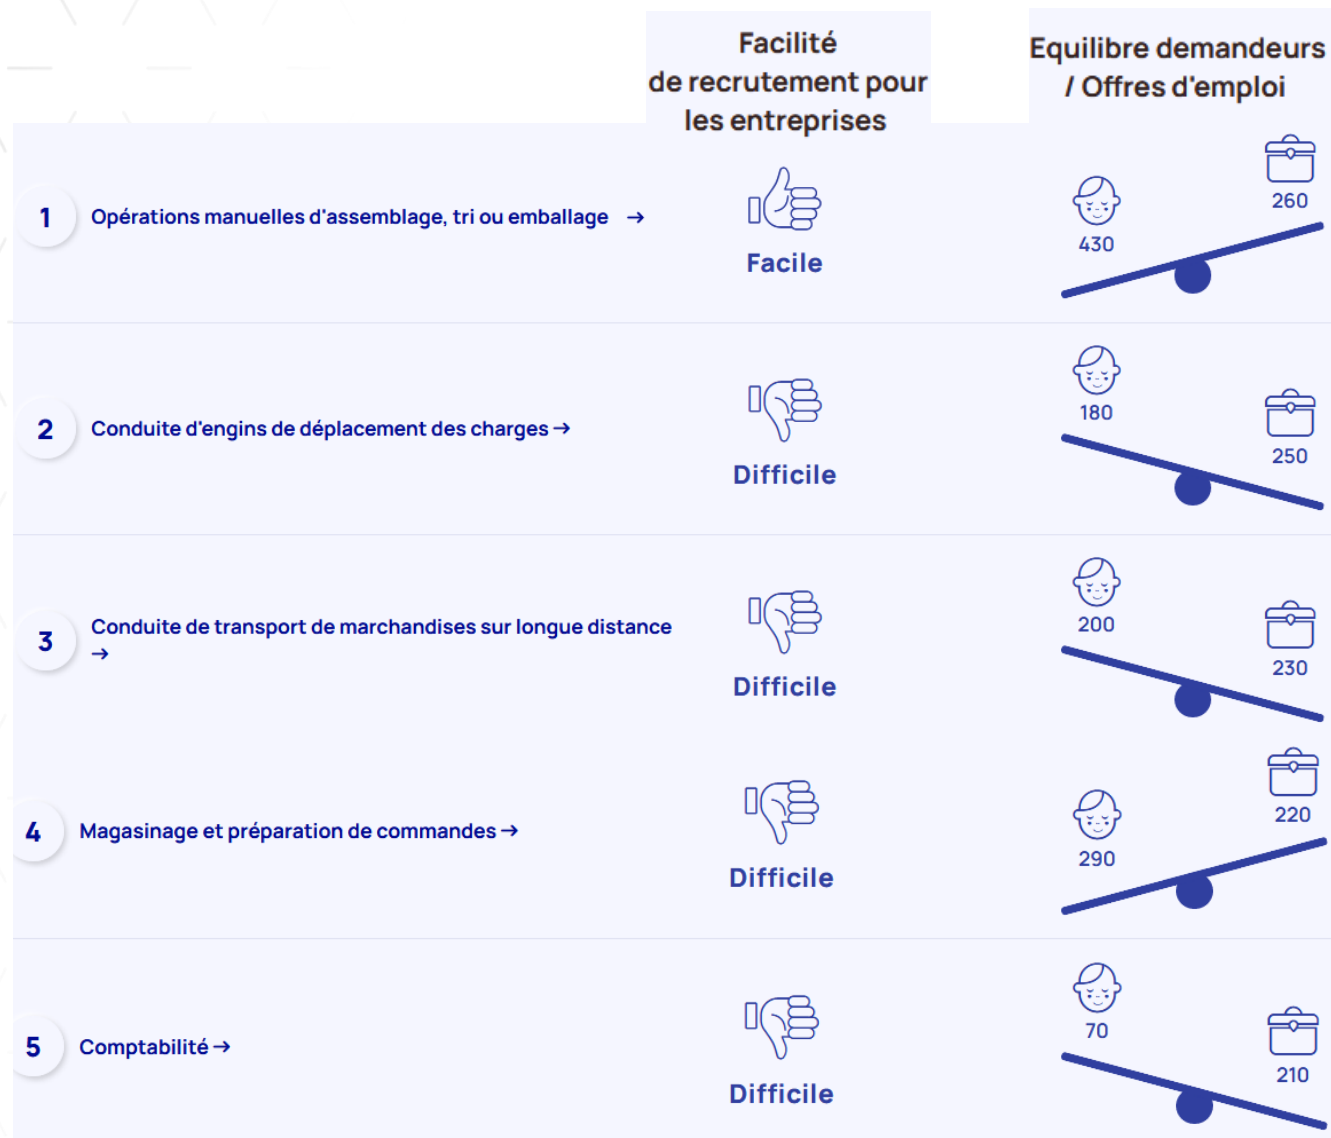 Facilité
de recrutement pour
les entreprises
Equilibre demandeurs
/ Offres d'emploi
1 Opérations manuelles d'assemblage, tri ou emballage →
Facile
430
260
2 Conduite d'engins de déplacement des charges →
Difficile
180
250
3 Conduite de transport de marchandises sur longue distance
→
Difficile
200
230
4 Magasinage et préparation de commandes →
Difficile
290
220
5 Comptabilité →
Difficile
70
210